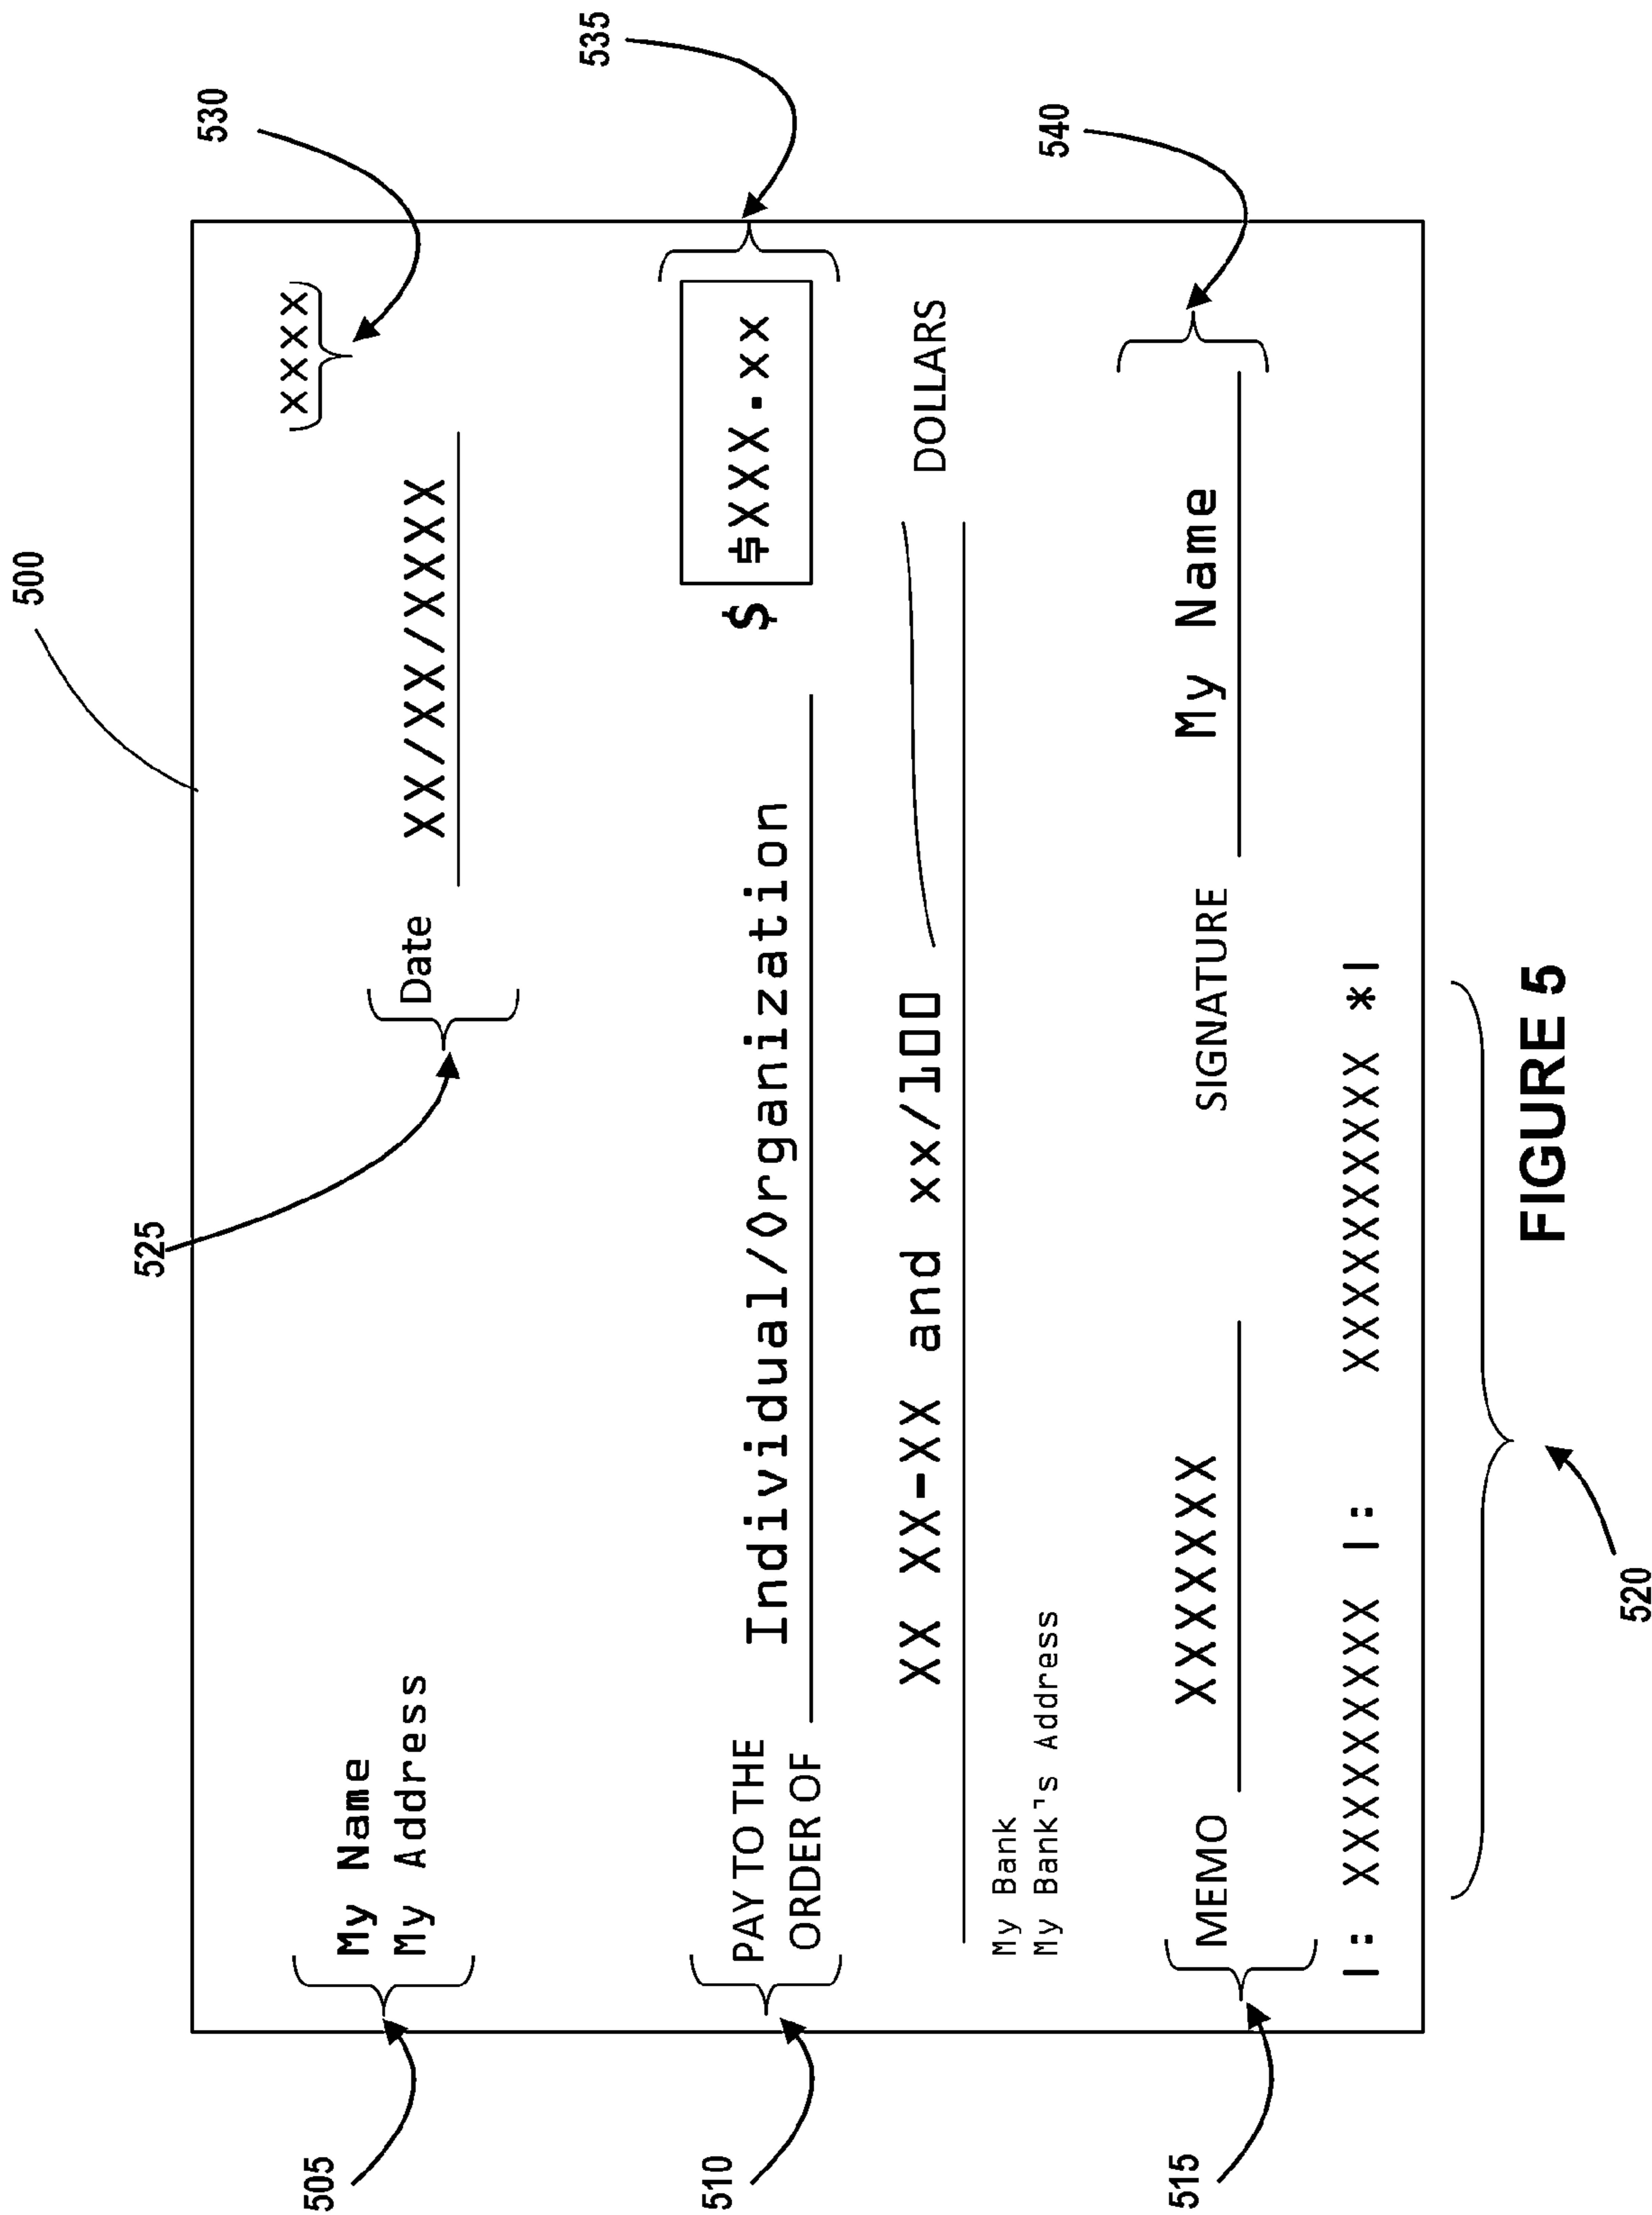 500
530
xxxx
525
Date xx/xx/xxxx
505
My Name
My Address
535
510
PAY TO THE
ORDER OF
Individual/Organization
$ $xxx.xx
xx xx-xx and xx/100
DOLLARS
My Bank
My Bank's Address
540
515
MEMO xxxxxxx
SIGNATURE My Name
|: xxxxxxxxx |: xxxxxxxxxx *|
520
FIGURE 5